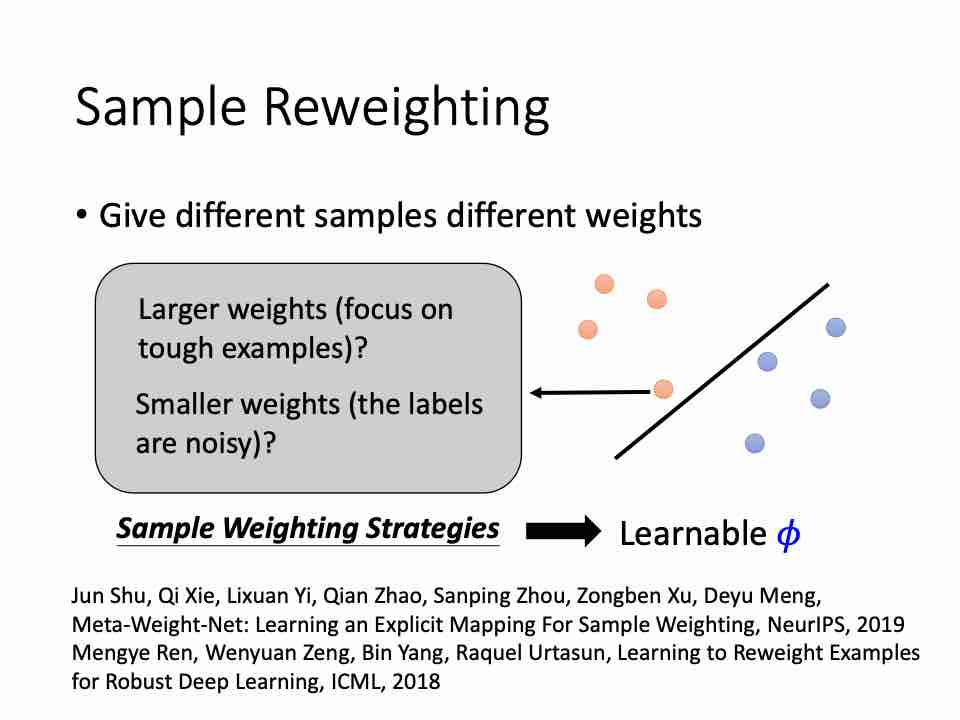 Sample Reweighting
• Give different samples different weights
Larger weights (focus on
tough examples)?
Smaller weights (the labels
are noisy)?
Sample Weighting Strategies
Learnable ϕ
Jun Shu, Qi Xie, Lixuan Yi, Qian Zhao, Sanping Zhou, Zongben Xu, Deyu Meng,
Meta-Weight-Net: Learning an Explicit Mapping For Sample Weighting, NeurIPS, 2019
Mengye Ren, Wenyuan Zeng, Bin Yang, Raquel Urtasun, Learning to Reweight Examples
for Robust Deep Learning, ICML, 2018